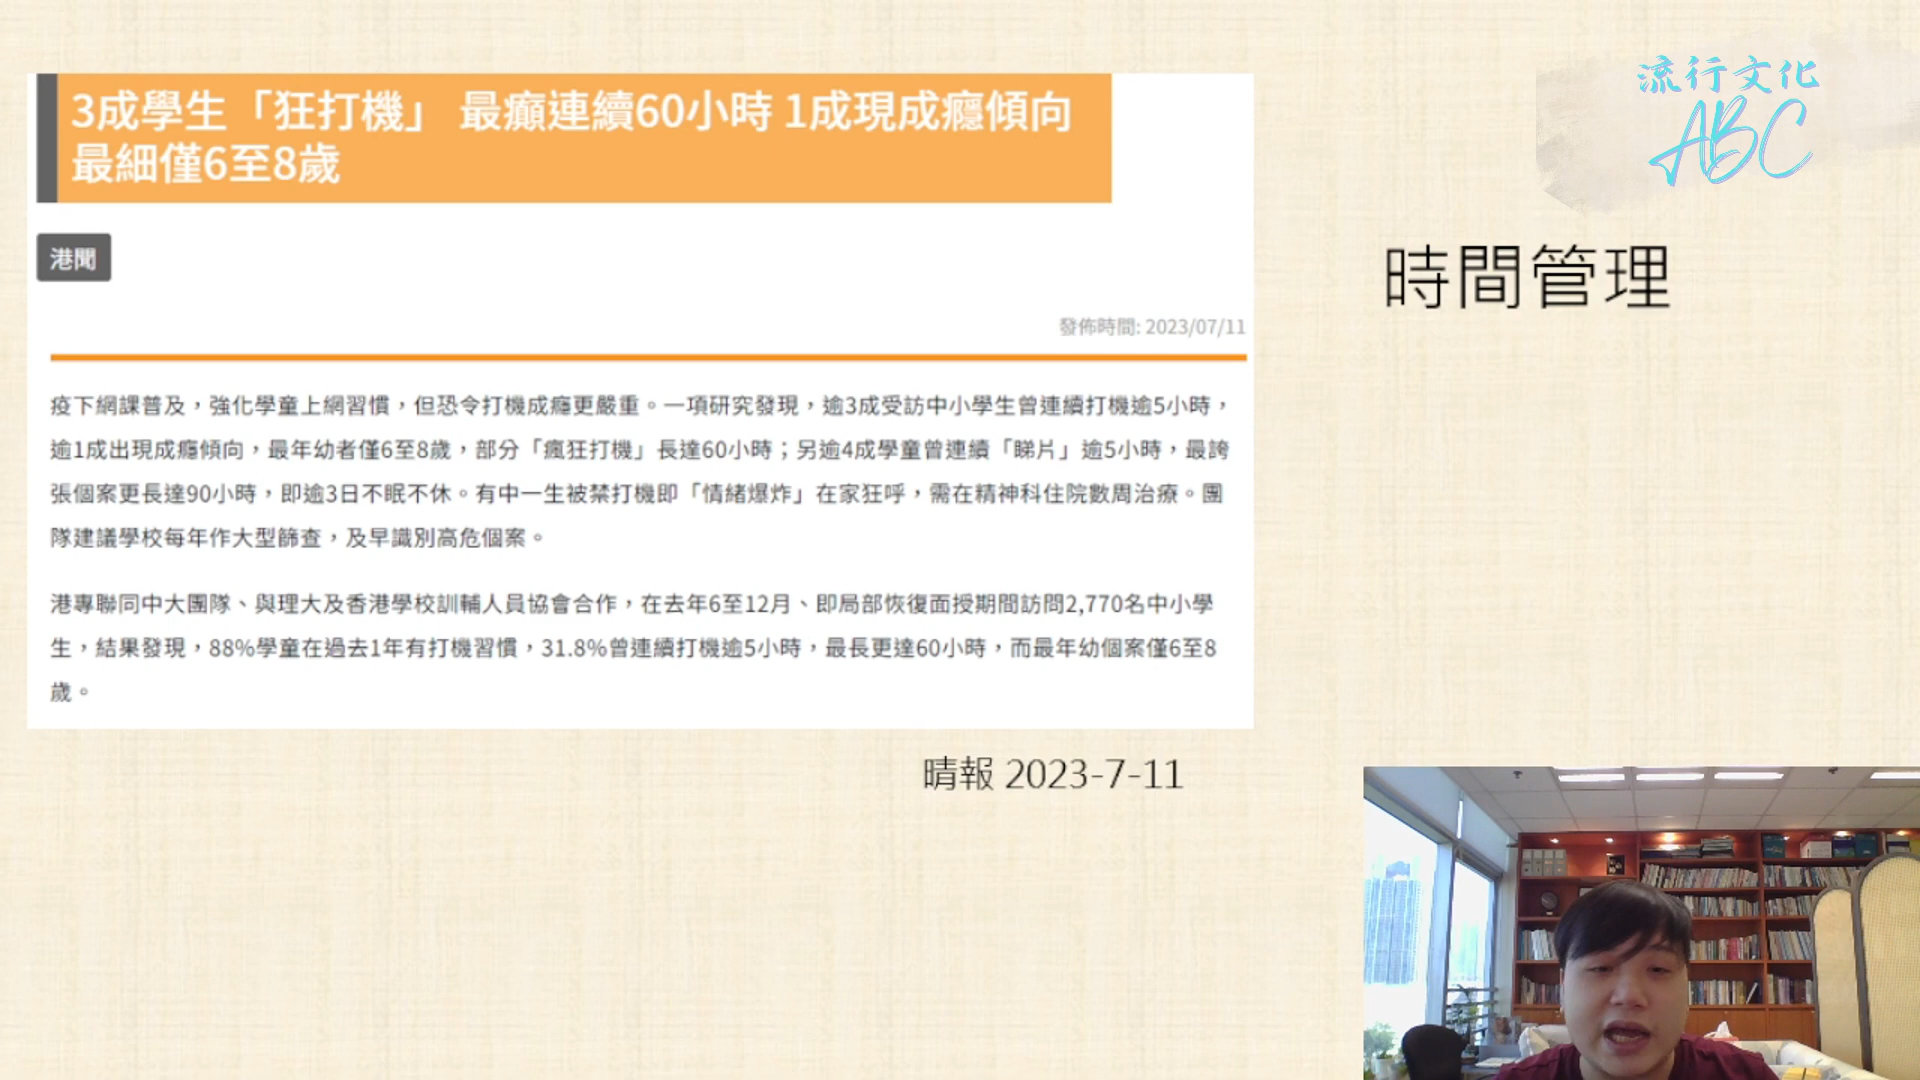 3成學生「狂打機」 最癲連續60小時 1成現成癮傾向
最細僅6至8歲
港聞
發佈時間: 2023/07/11
疫下網課普及，強化學童上網習慣，但恐令打機成癮更嚴重。一項研究發現，逾3成受訪中小學生曾連續打機逾5小時，
逾1成出現成癮傾向，最年幼者僅6至8歲，部分「瘋狂打機」長達60小時；另逾4成學童曾連續「睇片」逾5小時，最誇
張個案更長達90小時，即逾3日不眠不休。有中一生被禁打機即「情緒爆炸」在家狂呼，需在精神科住院數周治療。團
隊建議學校每年作大型篩查，及早識別高危個案。
港專聯同中大團隊、與理大及香港學校訓輔人員協會合作，在去年6至12月、即局部恢復面授期間訪問2,770名中小學
生，結果發現，88%學童在過去1年有打機習慣，31.8%曾連續打機逾5小時，最長更達60小時，而最年幼個案僅6至8
歲。
晴報 2023-7-11
流行文化
ABC
時間管理